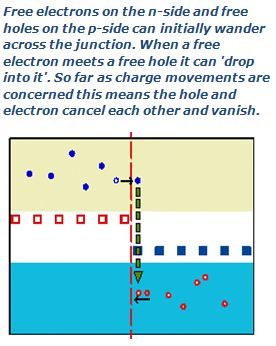 Free electrons on the n-side and free
holes on the p-side can initially wander
across the junction. When a free
electron meets a free hole it can 'drop
into it'. So far as charge movements are
concerned this means the hole and
electron cancel each other and vanish.